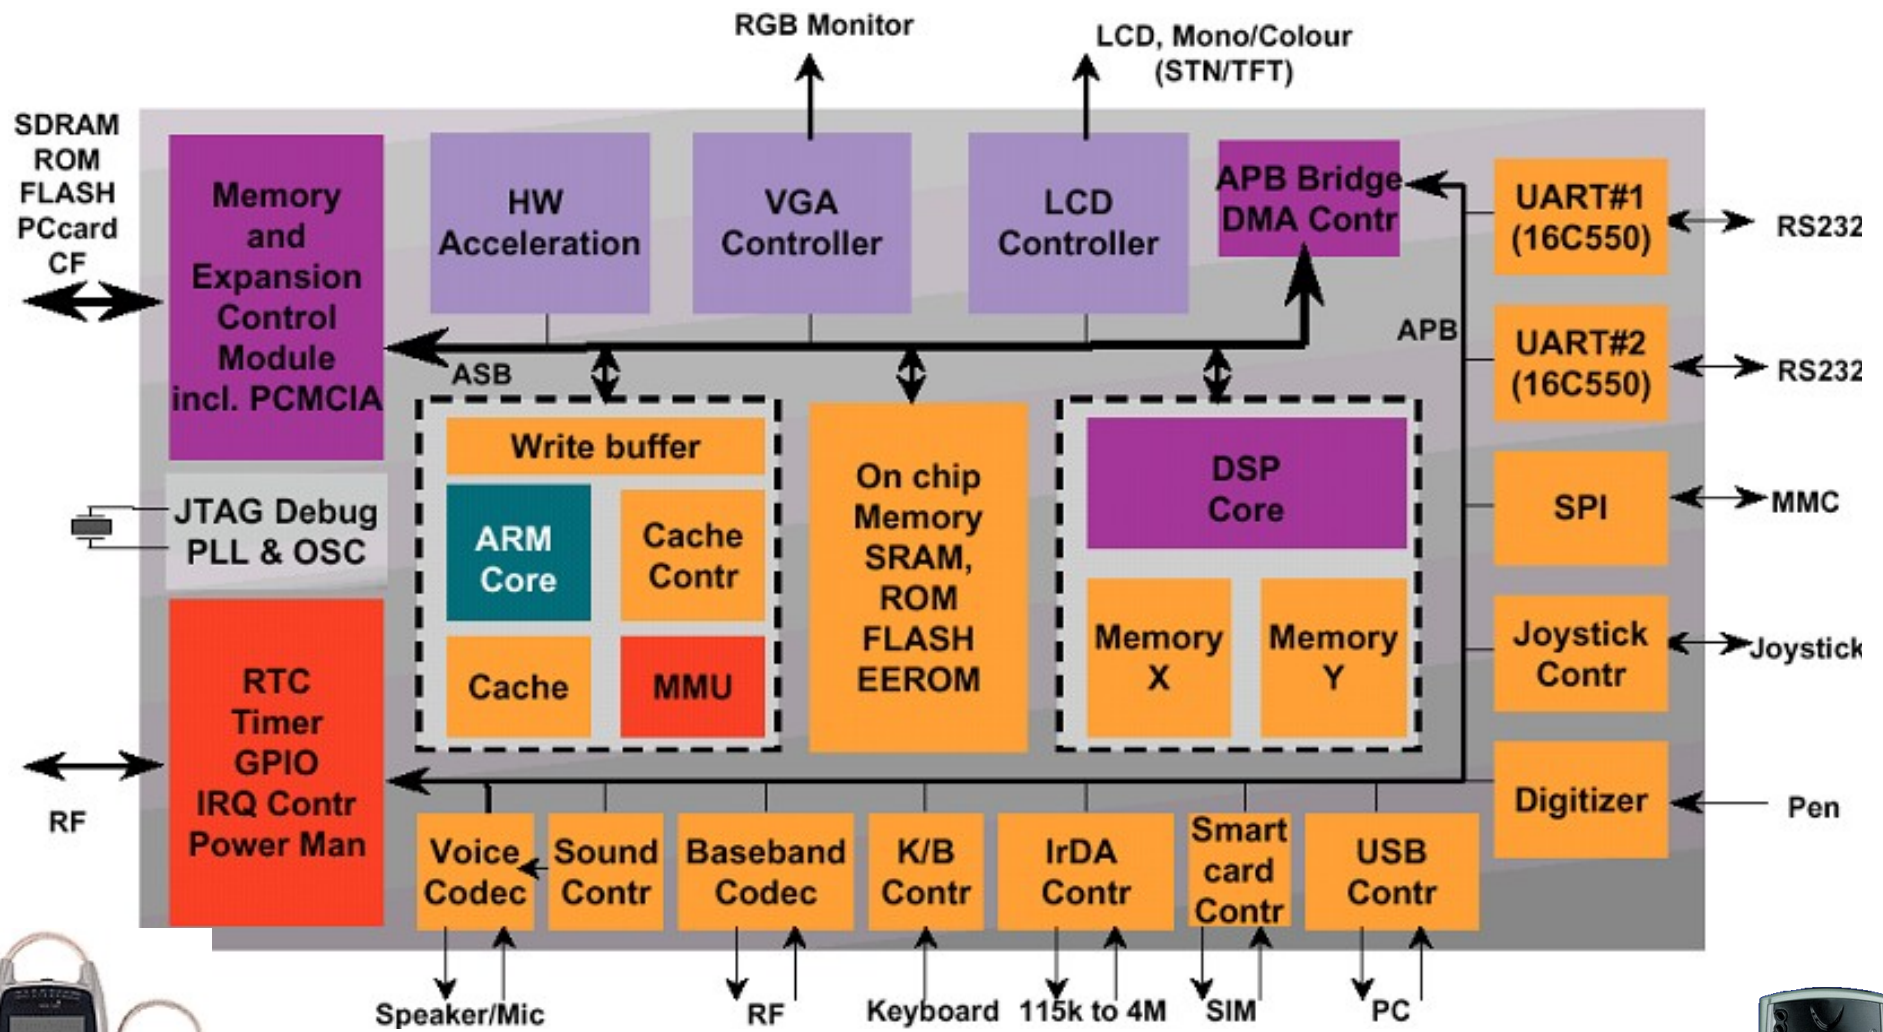 RGB Monitor
LCD, Mono/Colour
(STN/TFT)
SDRAM
ROM
FLASH
PCcard
CF
Memory
and
Expansion
Control
Module
incl. PCMCIA
HW
Acceleration
VGA
Controller
LCD
Controller
APB Bridge
DMA Contr
UART#1
(16C550)
RS232
APB
UART#2
(16C550)
RS232
ASB
Write buffer
ARM
Core
Cache
Contr
Cache
MMU
On chip
Memory
SRAM,
ROM
FLASH
EEROM
DSP
Core
Memory
X
Memory
Y
SPI
MMC
JTAG Debug
PLL & OSC
Joystick
Contr
Joystick
RTC
Timer
GPIO
IRQ Contr
Power Man
RF
Digitizer
Pen
Voice
Codec
Sound
Contr
Baseband
Codec
K/B
Contr
IrDA
Contr
Smart
card
Contr
USB
Contr
Speaker/Mic
RF
Keyboard
115k to 4M
SIM
PC